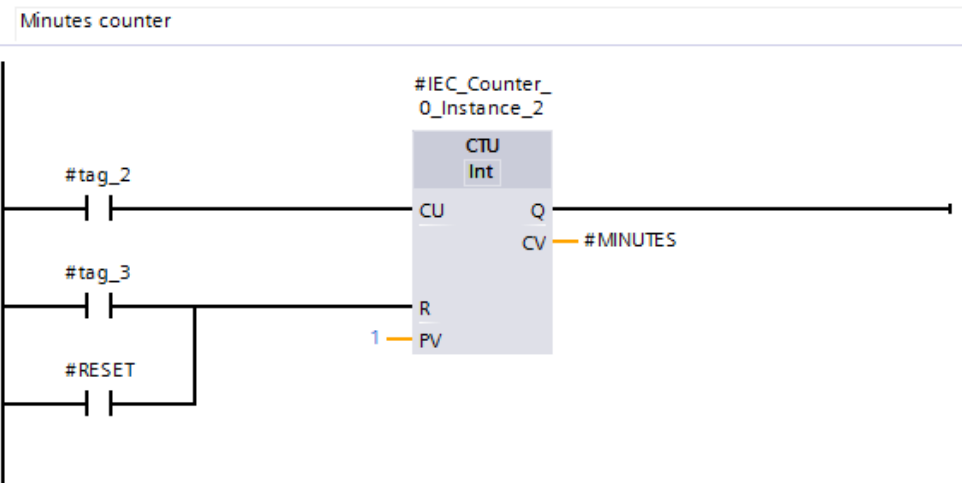 Minutes counter
#IEC_Counter_
0_Instance_2
CTU
Int
#tag_2
CU
Q
CV
#MINUTES
#tag_3
R
1
PV
#RESET